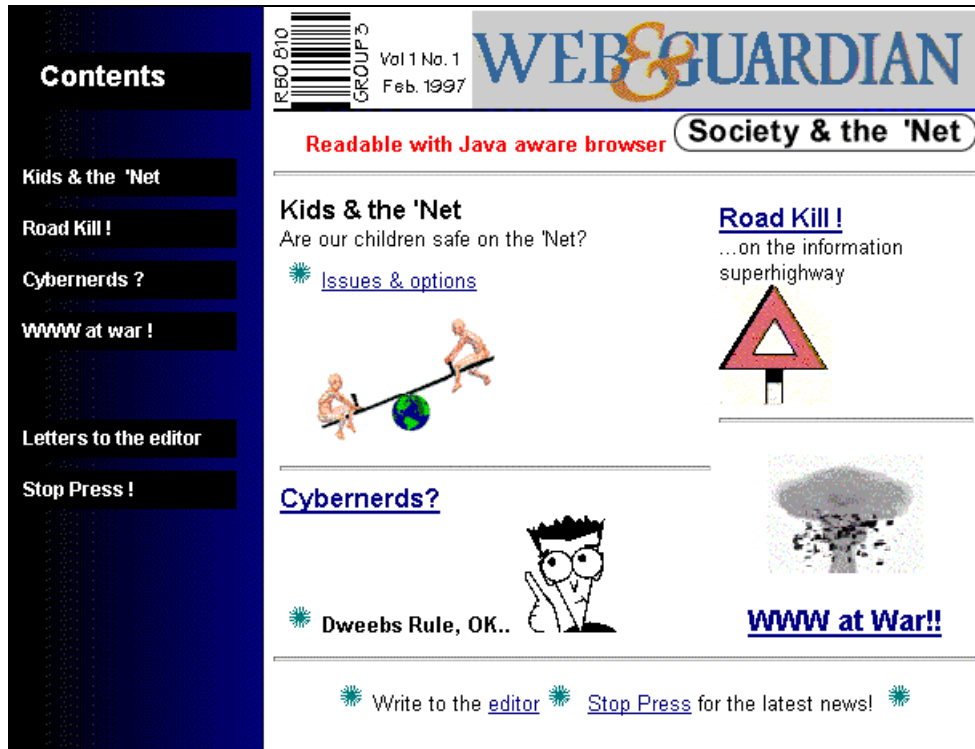 Contents
Kids & the 'Net
Road Kill !
Cybernerds ?
WWW at war !
Letters to the editor
Stop Press !
RBO 810
GROUP 3
Vol 1 No. 1
Feb. 1997
WEB&GUARDIAN
Readable with Java aware browser
Society & the 'Net
Kids & the 'Net
Are our children safe on the 'Net?
Issues & options
Road Kill !
...on the information
superhighway
Cybernerds?
Dweebs Rule, OK..
WWW at War!!
Write to the editor Stop Press for the latest news!